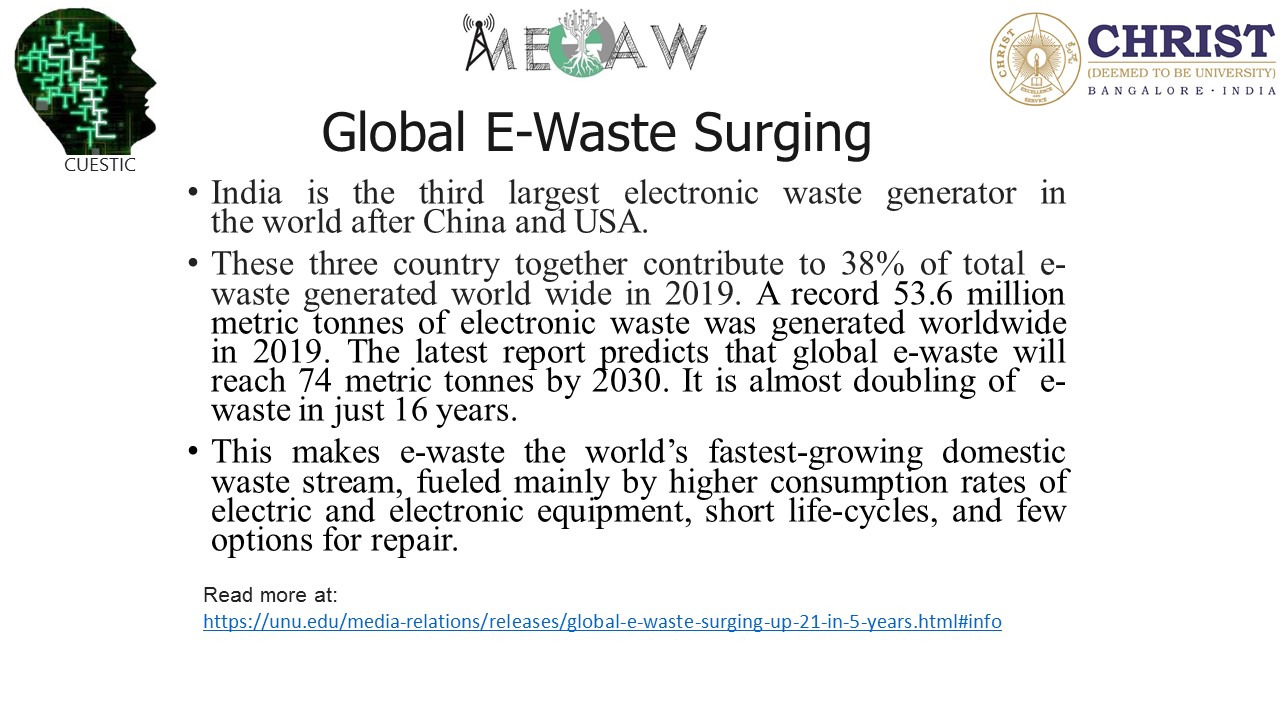 MEGAW
CHRIST
(DEEMED TO BE UNIVERSITY)
BANGALORE · INDIA
CHRIST
EXCELLENCE
AND
SERVICE
CUESTIC
Global E-Waste Surging
• India is the third largest electronic waste generator in
the world after China and USA.
• These three country together contribute to 38% of total e-
waste generated world wide in 2019. A record 53.6 million
metric tonnes of electronic waste was generated worldwide
in 2019. The latest report predicts that global e-waste will
reach 74 metric tonnes by 2030. It is almost doubling of e-
waste in just 16 years.
• This makes e-waste the world’s fastest-growing domestic
waste stream, fueled mainly by higher consumption rates of
electric and electronic equipment, short life-cycles, and few
options for repair.
Read more at:
https://unu.edu/media-relations/releases/global-e-waste-surging-up-21-in-5-years.html#info